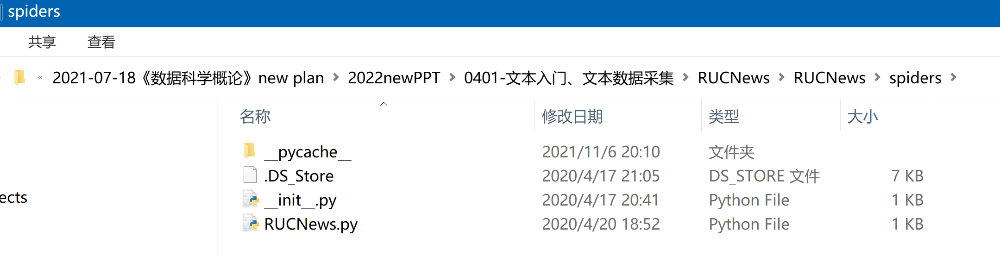 spiders
共享 查看
« 2021-07-18《数据科学概论》new plan > 2022newPPT > 0401-文本入门、文本数据采集 > RUCNews > RUCNews > spiders >
名称 修改日期 类型 大小
__pycache__ 2021/11/6 20:10 文件夹
.DS_Store 2020/4/17 21:05 DS_STORE 文件 7 KB
ects
__init__.py 2020/4/17 20:41 Python File 1 KB
RUCNews.py 2020/4/20 18:52 Python File 1 KB